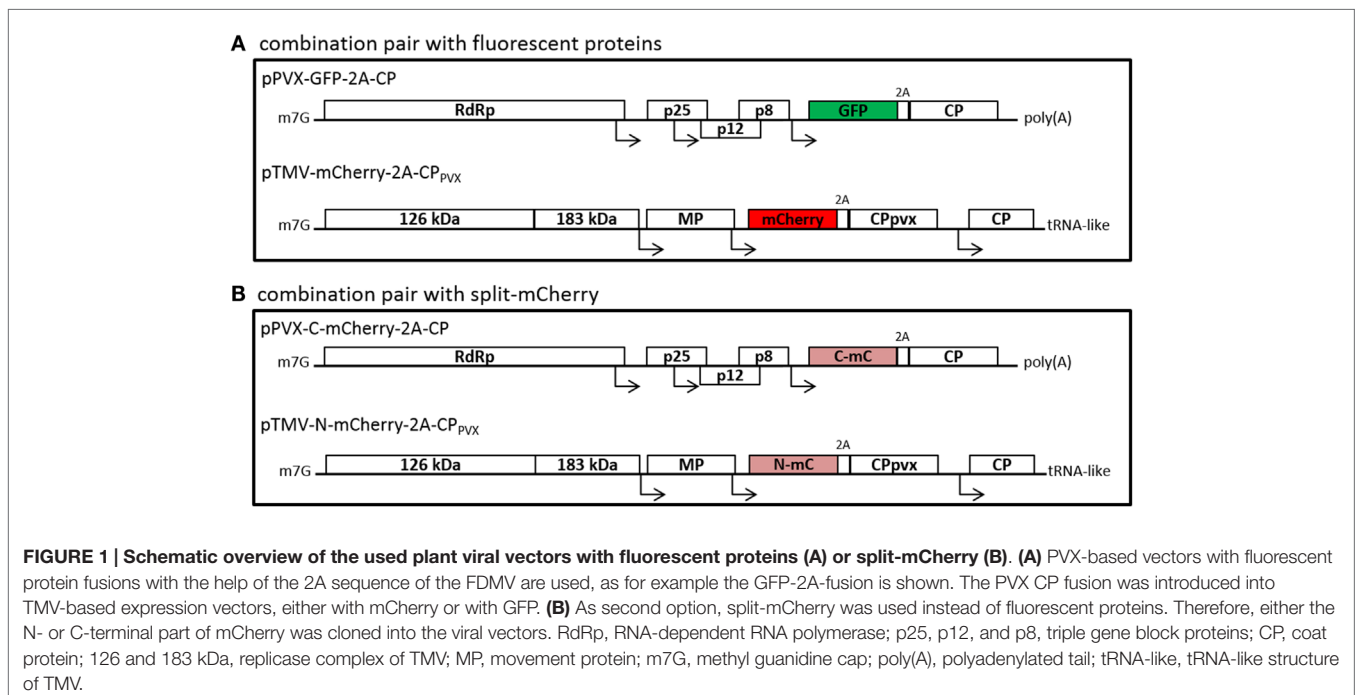 A combination pair with fluorescent proteins
pPVX-GFP-2A-CP
2A
m7G RdRp p25 p8 GFP CP poly(A)
p12
pTMV-mCherry-2A-CPPVX
2A
m7G 126 kDa 183 kDa MP mCherry CPpvx CP tRNA-like
B combination pair with split-mCherry
pPVX-C-mCherry-2A-CP
2A
m7G RdRp p25 p8 C-mC CP poly(A)
p12
pTMV-N-mCherry-2A-CPPVX
2A
m7G 126 kDa 183 kDa MP N-mC CPpvx CP tRNA-like
FIGURE 1 | Schematic overview of the used plant viral vectors with fluorescent proteins (A) or split-mCherry (B). (A) PVX-based vectors with fluorescent
protein fusions with the help of the 2A sequence of the FDMV are used, as for example the GFP-2A-fusion is shown. The PVX CP fusion was introduced into
TMV-based expression vectors, either with mCherry or with GFP. (B) As second option, split-mCherry was used instead of fluorescent proteins. Therefore, either the
N- or C-terminal part of mCherry was cloned into the viral vectors. RdRp, RNA-dependent RNA polymerase; p25, p12, and p8, triple gene block proteins; CP, coat
protein; 126 and 183 kDa, replicase complex of TMV; MP, movement protein; m7G, methyl guanidine cap; poly(A), polyadenylated tail; tRNA-like, tRNA-like structure
of TMV.